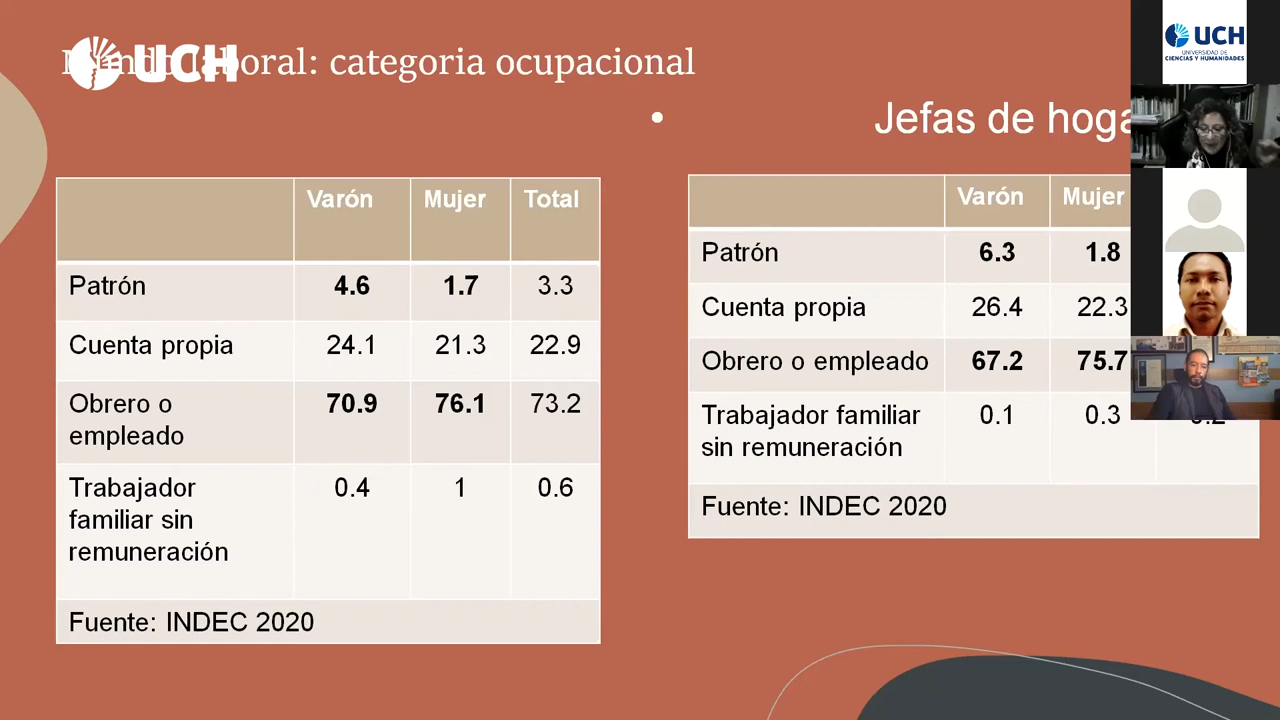 laboral: categoria ocupacional
UCH
UCH
UNIVERSIDAD DE
CIENCIAS Y HUMANIDADES
• Jefas de
Varón Mujer Total
Patrón 4.6 1.7 3.3
Cuenta propia 24.1 21.3 22.9
Obrero o
empleado 70.9 76.1 73.2
Trabajador
familiar sin
remuneración 0.4 1 0.6
Fuente: INDEC 2020
Varón Mujer
Patrón 6.3 1.8
Cuenta propia 26.4 22.3
Obrero o empleado 67.2 75.7
Trabajador familiar
sin remuneración 0.1 0.3
Fuente: INDEC 2020